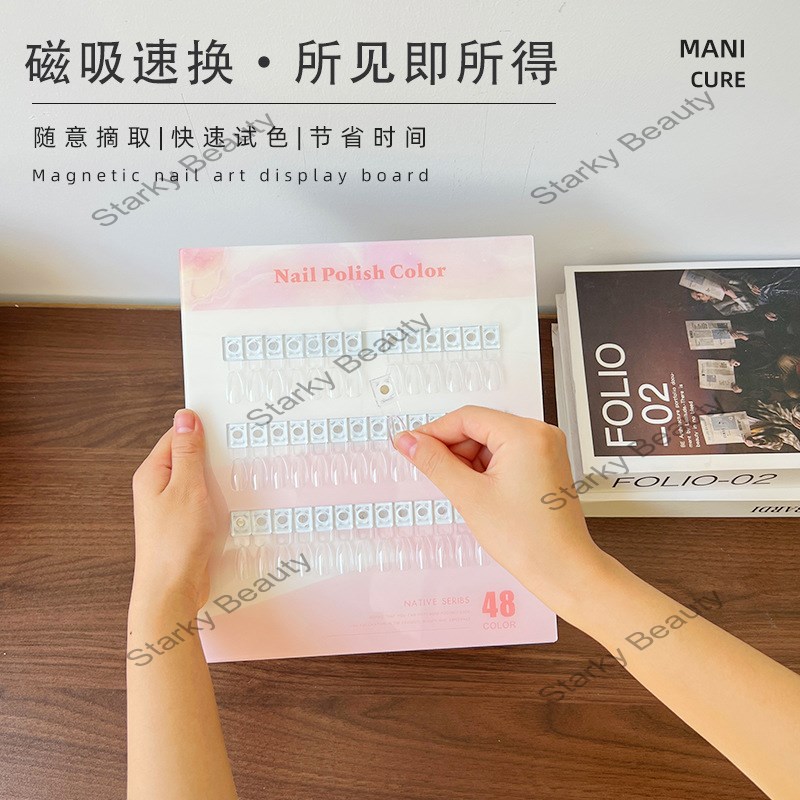 磁吸速换·所见即所得
MANI
CURE
随意摘取|快速试色|节省时间
Magnetic nail art display board
Starky Beauty
Starky Beauty
Nail Polish Color
Starky Beauty
FOLIO
-02
Starky Beauty
FOLIO-02
NATIVE SERIES
48
COLOR
Starky Beauty
Starky Beauty